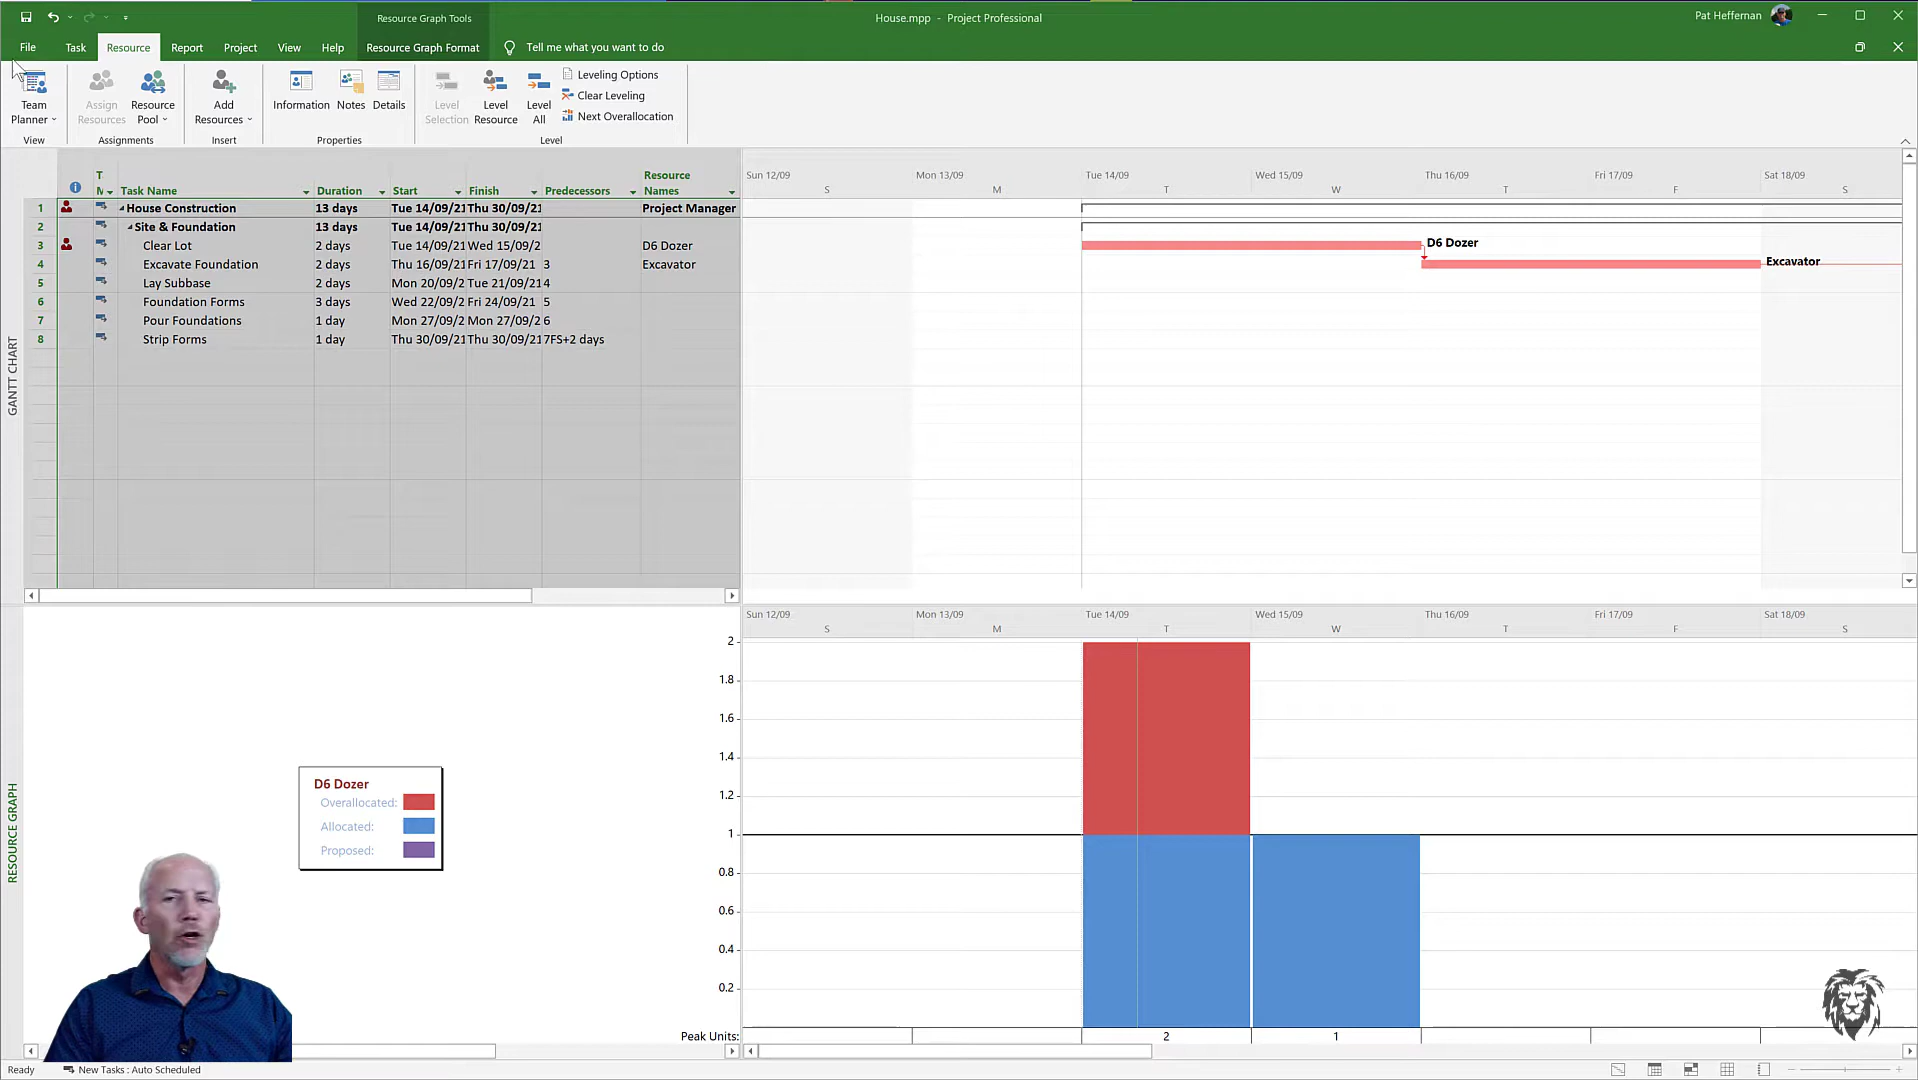 Resource Graph Tools
House.mpp - Project Professional
Pat Heffernan
File Task Resource Report Project View Help Resource Graph Format Tell me what you want to do
Team Planner
Assign Resources
Resource Pool
Add Resources
Information
Notes
Details
Level Selection
Level Resource
Level All
Leveling Options
Clear Leveling
Next Overallocation
View Assignments Insert Properties Level
GANTT CHART
T
M
Task Name Duration Start Finish Predecessors Resource Names
1 House Construction 13 days Tue 14/09/21 Thu 30/09/21 Project Manager
2 Site & Foundation 13 days Tue 14/09/21 Thu 30/09/21
3 Clear Lot 2 days Tue 14/09/21 Wed 15/09/2 D6 Dozer
4 Excavate Foundation 2 days Thu 16/09/21 Fri 17/09/21 3 Excavator
5 Lay Subbase 2 days Mon 20/09/2 Tue 21/09/21 4
6 Foundation Forms 3 days Wed 22/09/2 Fri 24/09/21 5
7 Pour Foundations 1 day Mon 27/09/2 Mon 27/09/2 6
8 Strip Forms 1 day Thu 30/09/21 Thu 30/09/21 7FS+2 days
Sun 12/09 Mon 13/09 Tue 14/09 Wed 15/09 Thu 16/09 Fri 17/09 Sat 18/09
S M T W T F S
D6 Dozer
Excavator
RESOURCE GRAPH
D6 Dozer
Overallocated:
Allocated:
Proposed:
Sun 12/09 Mon 13/09 Tue 14/09 Wed 15/09 Thu 16/09 Fri 17/09 Sat 18/09
S M T W T F S
2
1.8
1.6
1.4
1.2
1
0.8
0.6
0.4
0.2
Peak Units: 2 1
Ready New Tasks : Auto Scheduled